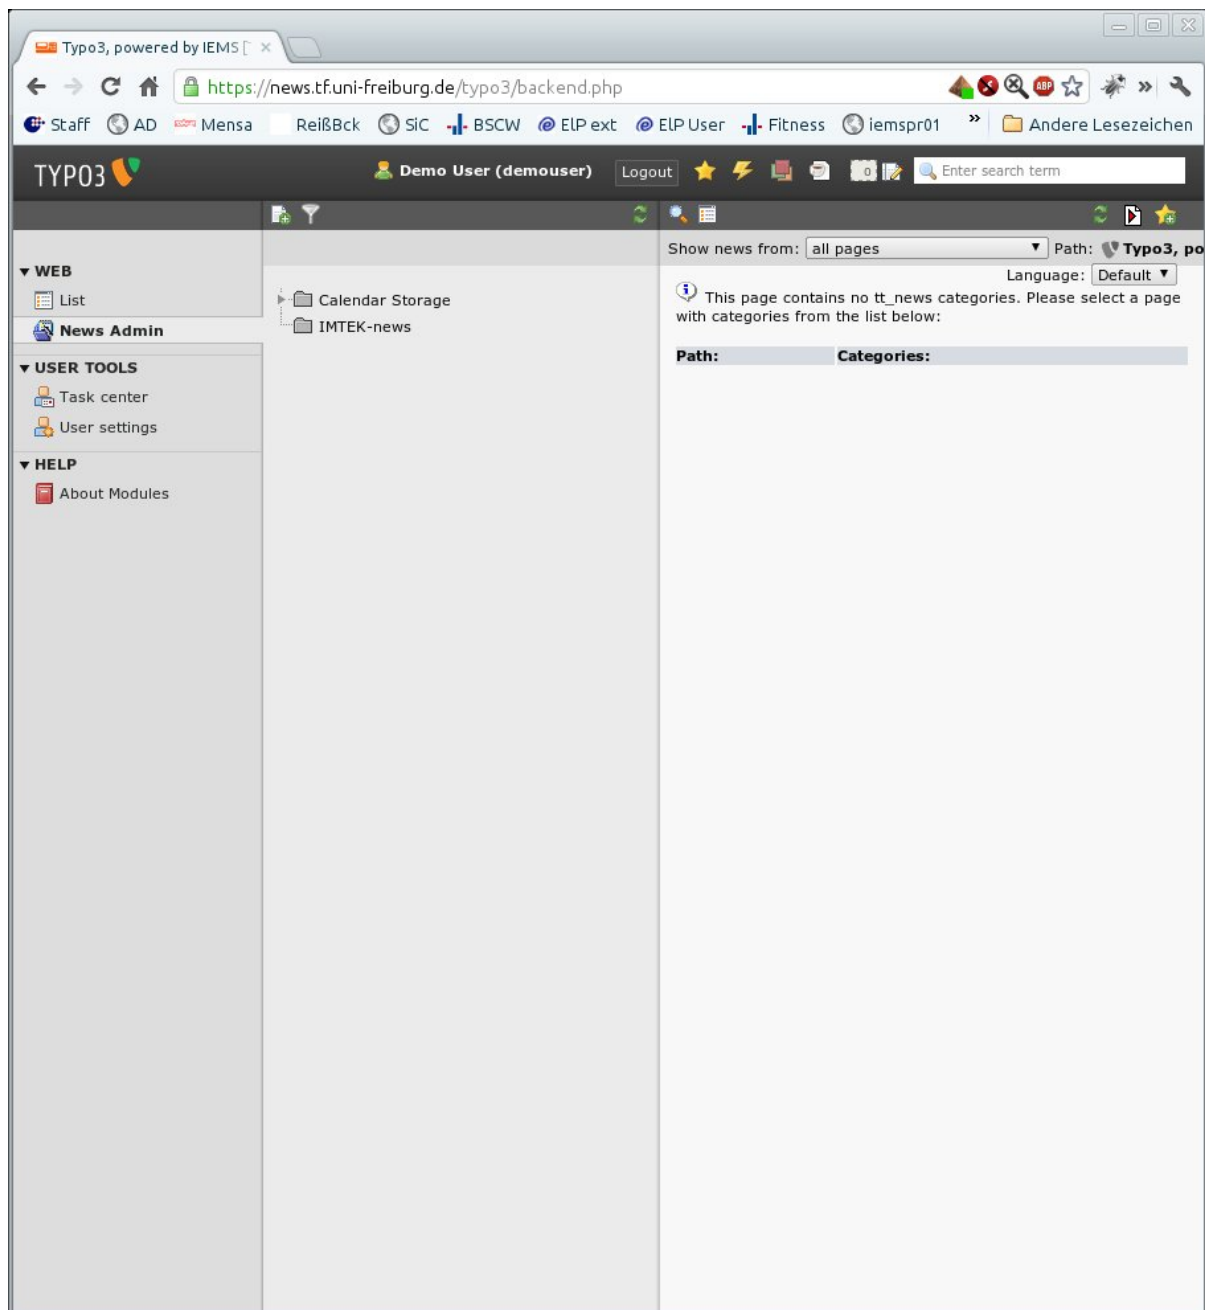 Typo3, powered by IEMS [
https://news.tf.uni-freiburg.de/typo3/backend.php
ABP
Staff AD Mensa ReißBck SiC BSCW ElP ext ElP User Fitness iemspr01 » Andere Lesezeichen
TYPO3 Demo User (demouser) Logout 0 Enter search term
Show news from: all pages Path: Typo3, po
WEB
Language: Default
List
Calendar Storage
This page contains no tt_news categories. Please select a page
with categories from the list below:
News Admin
IMTEK-news
Path: Categories:
USER TOOLS
Task center
User settings
HELP
About Modules